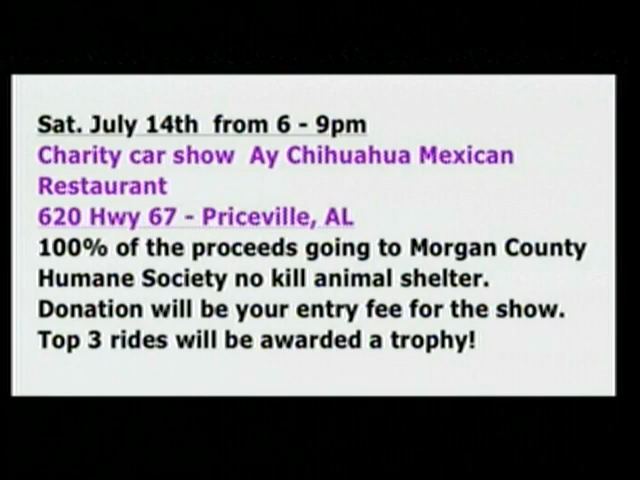 Sat. July 14th from 6 - 9pm
Charity car show Ay Chihuahua Mexican
Restaurant
620 Hwy 67 - Priceville, AL
100% of the proceeds going to Morgan County
Humane Society no kill animal shelter.
Donation will be your entry fee for the show.
Top 3 rides will be awarded a trophy!